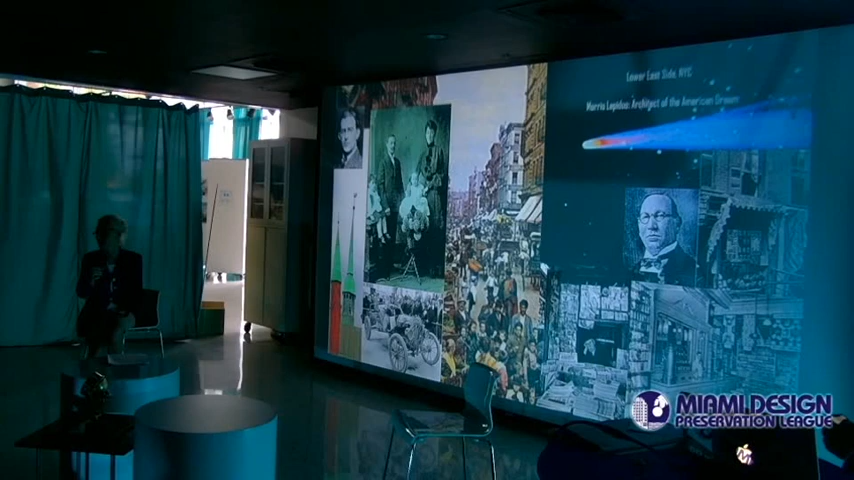 Lower East Side, NYC
Morris Lapidus: Architect of the American Dream
MIAMI DESIGN
PRESERVATION LEAGUE